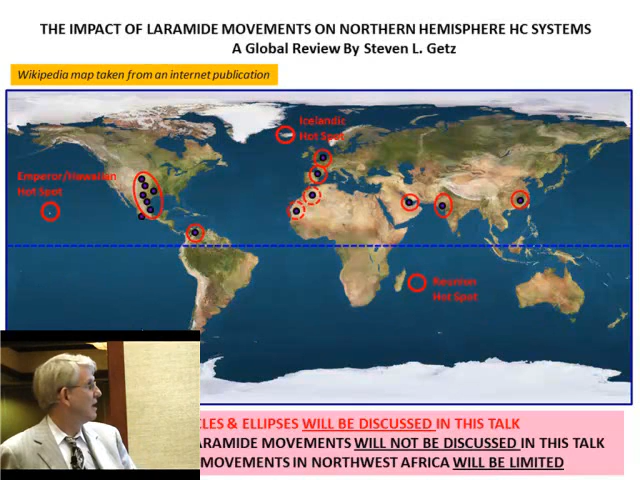 THE IMPACT OF LARAMIDE MOVEMENTS ON NORTHERN HEMISPHERE HC SYSTEMS
A Global Review By Steven L. Getz
Wikipedia map taken from an internet publication
Icelandic
Hot Spot
Emperor/Hawaiian
Hot Spot
Reunion
Hot Spot
& ELLIPSES WILL BE DISCUSSED IN THIS TALK
MOVEMENTS WILL NOT BE DISCUSSED IN THIS TALK
MOVEMENTS IN NORTHWEST AFRICA WILL BE LIMITED